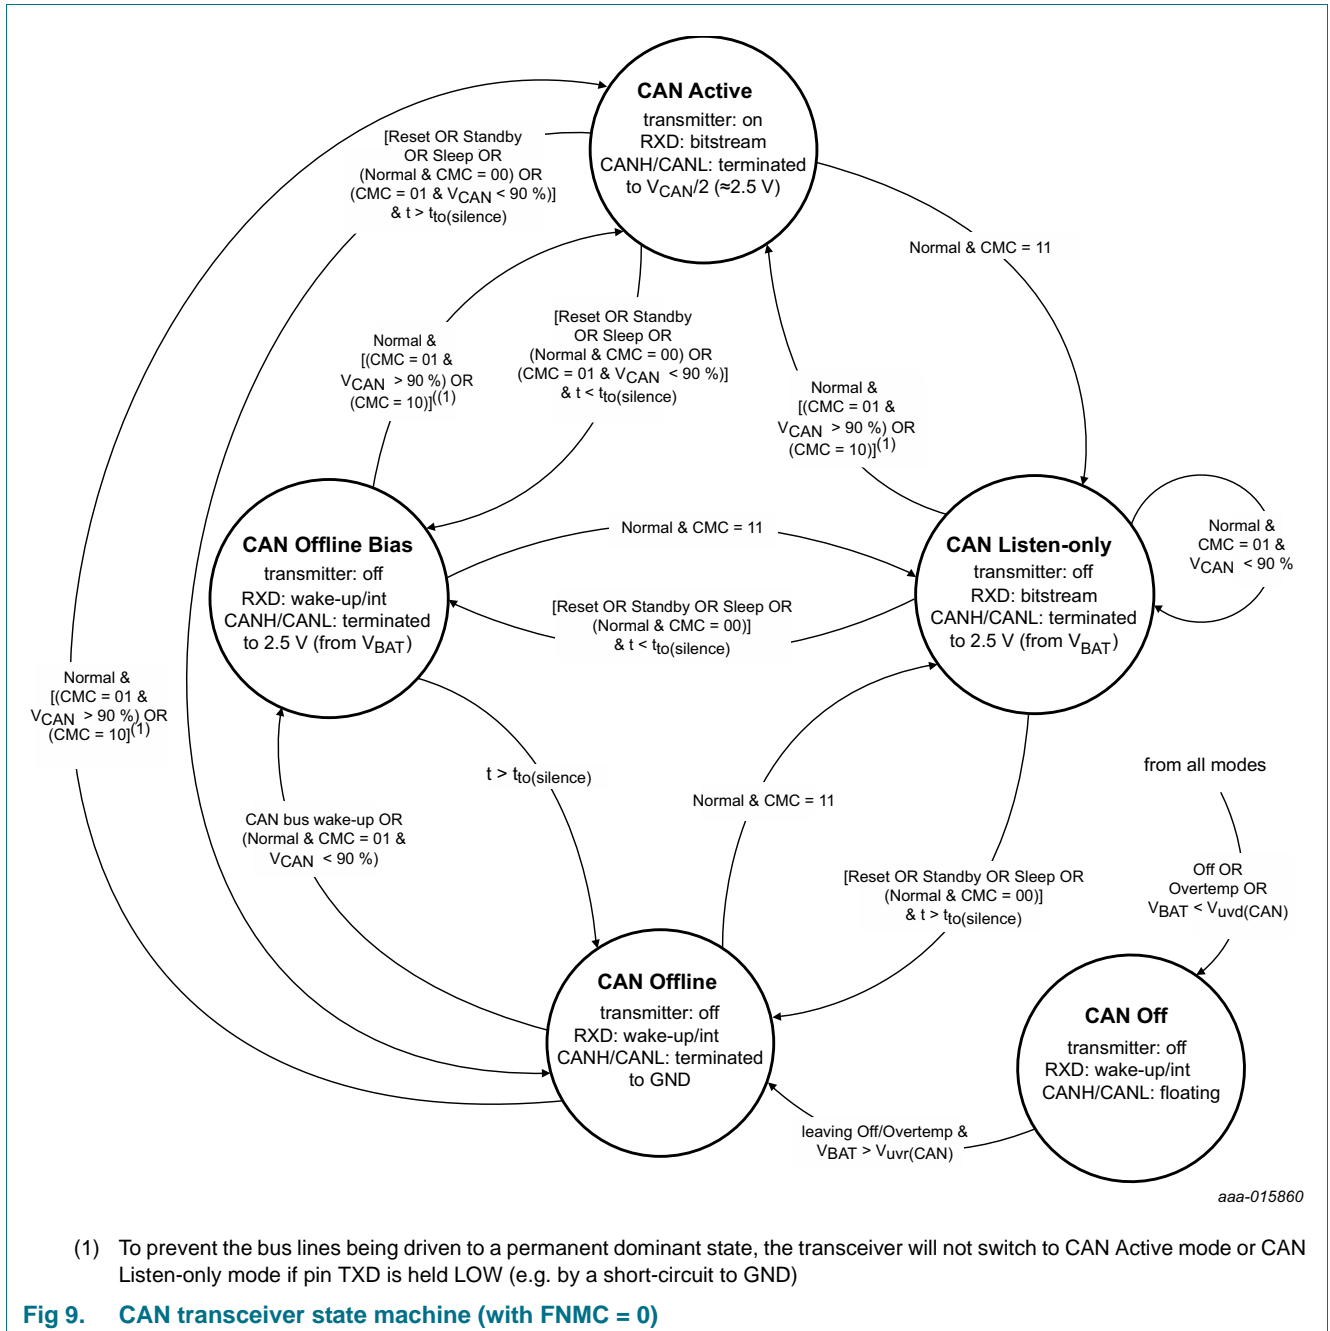 CAN Active
transmitter: on
RXD: bitstream
CANH/CANL: terminated
to VCAN/2 (≈2.5 V)
[Reset OR Standby
OR Sleep OR
(Normal & CMC = 00) OR
(CMC = 01 & VCAN < 90 %)]
& t > tto(silence)
Normal & CMC = 11
Normal &
[(CMC = 01 &
VCAN > 90 %) OR
(CMC = 10)]((1)
[Reset OR Standby
OR Sleep OR
(Normal & CMC = 00) OR
(CMC = 01 & VCAN < 90 %)]
& t < tto(silence)
Normal &
[(CMC = 01 &
VCAN > 90 %) OR
(CMC = 10)](1)
CAN Offline Bias
transmitter: off
RXD: wake-up/int
CANH/CANL: terminated
to 2.5 V (from VBAT)
Normal & CMC = 11
[Reset OR Standby OR Sleep OR
(Normal & CMC = 00)]
& t < tto(silence)
CAN Listen-only
transmitter: off
RXD: bitstream
CANH/CANL: terminated
to 2.5 V (from VBAT)
Normal &
CMC = 01 &
VCAN < 90 %
Normal &
[(CMC = 01 &
VCAN > 90 %) OR
(CMC = 10](1)
t > tto(silence)
CAN bus wake-up OR
(Normal & CMC = 01 &
VCAN < 90 %)
Normal & CMC = 11
[Reset OR Standby OR Sleep OR
(Normal & CMC = 00)]
& t > tto(silence)
from all modes
Off OR
Overtemp OR
VBAT < Vuvd(CAN)
CAN Offline
transmitter: off
RXD: wake-up/int
CANH/CANL: terminated
to GND
CAN Off
transmitter: off
RXD: wake-up/int
CANH/CANL: floating
leaving Off/Overtemp &
VBAT > Vuvr(CAN)
aaa-015860
(1) To prevent the bus lines being driven to a permanent dominant state, the transceiver will not switch to CAN Active mode or CAN
Listen-only mode if pin TXD is held LOW (e.g. by a short-circuit to GND)
Fig 9. CAN transceiver state machine (with FNMC = 0)